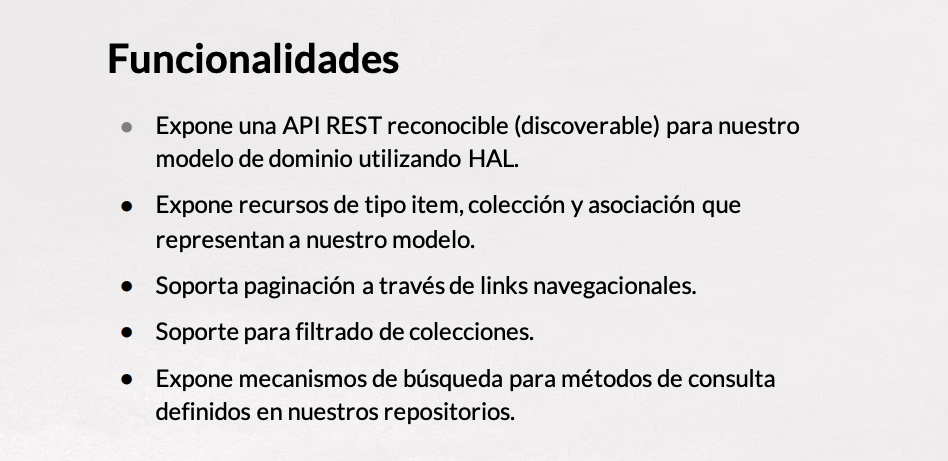 Funcionalidades
● Expone una API REST reconocible (discoverable) para nuestro
modelo de dominio utilizando HAL.
● Expone recursos de tipo item, colección y asociación que
representan a nuestro modelo.
● Soporta paginación a través de links navegacionales.
● Soporte para filtrado de colecciones.
● Expone mecanismos de búsqueda para métodos de consulta
definidos en nuestros repositorios.